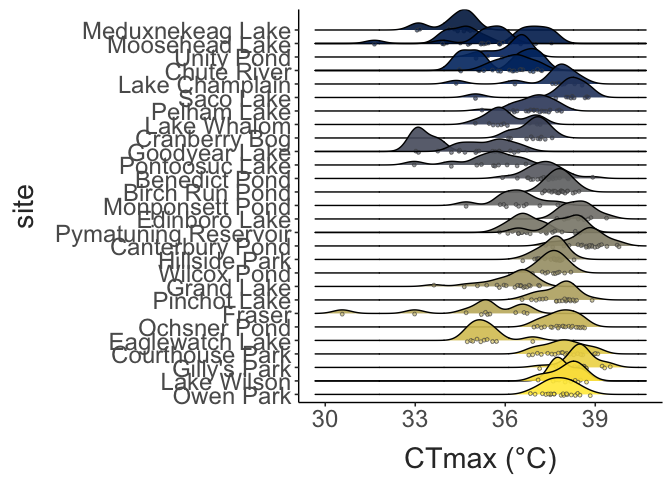 Meduxnekeag Lake
Moosehead Lake
Unity Pond
Chute River
Lake Champlain
Saco Lake
Pelham Lake
Lake Whalom
Cranberry Bog
Goodyear Lake
Pontoosuc Lake
Benedict Pond
Birch Run Pond
Monponsett Pond
Edinboro Lake
Pymatuning Reservoir
Canterbury Pond
Hillside Park
Wilcox Pond
Grand Lake
Pinchot Lake
Fraser
Ochsner Pond
Eaglewatch Lake
Courthouse Park
Gilly's Park
Lake Wilson
Owen Park
site
30 33 36 39
CTmax (°C)